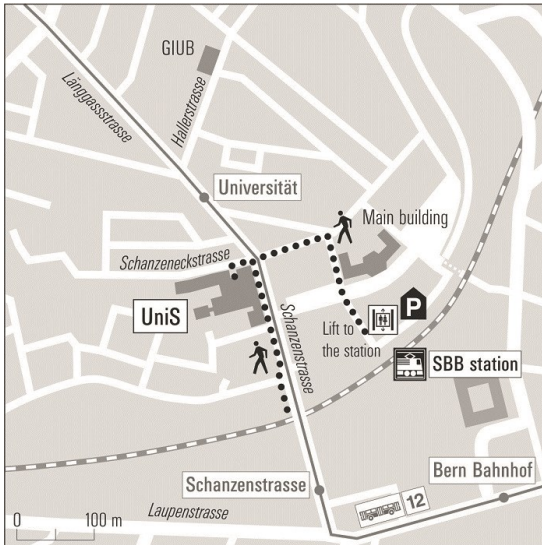 GIUB
Länggassstrasse
Hallerstrasse
Universität
Main building
Schanzeneckstrasse
UniS
Schanzenstrasse
Lift to
the station
P
SBB station
Bern Bahnhof
Schanzenstrasse
12
Laupenstrasse
0 100 m